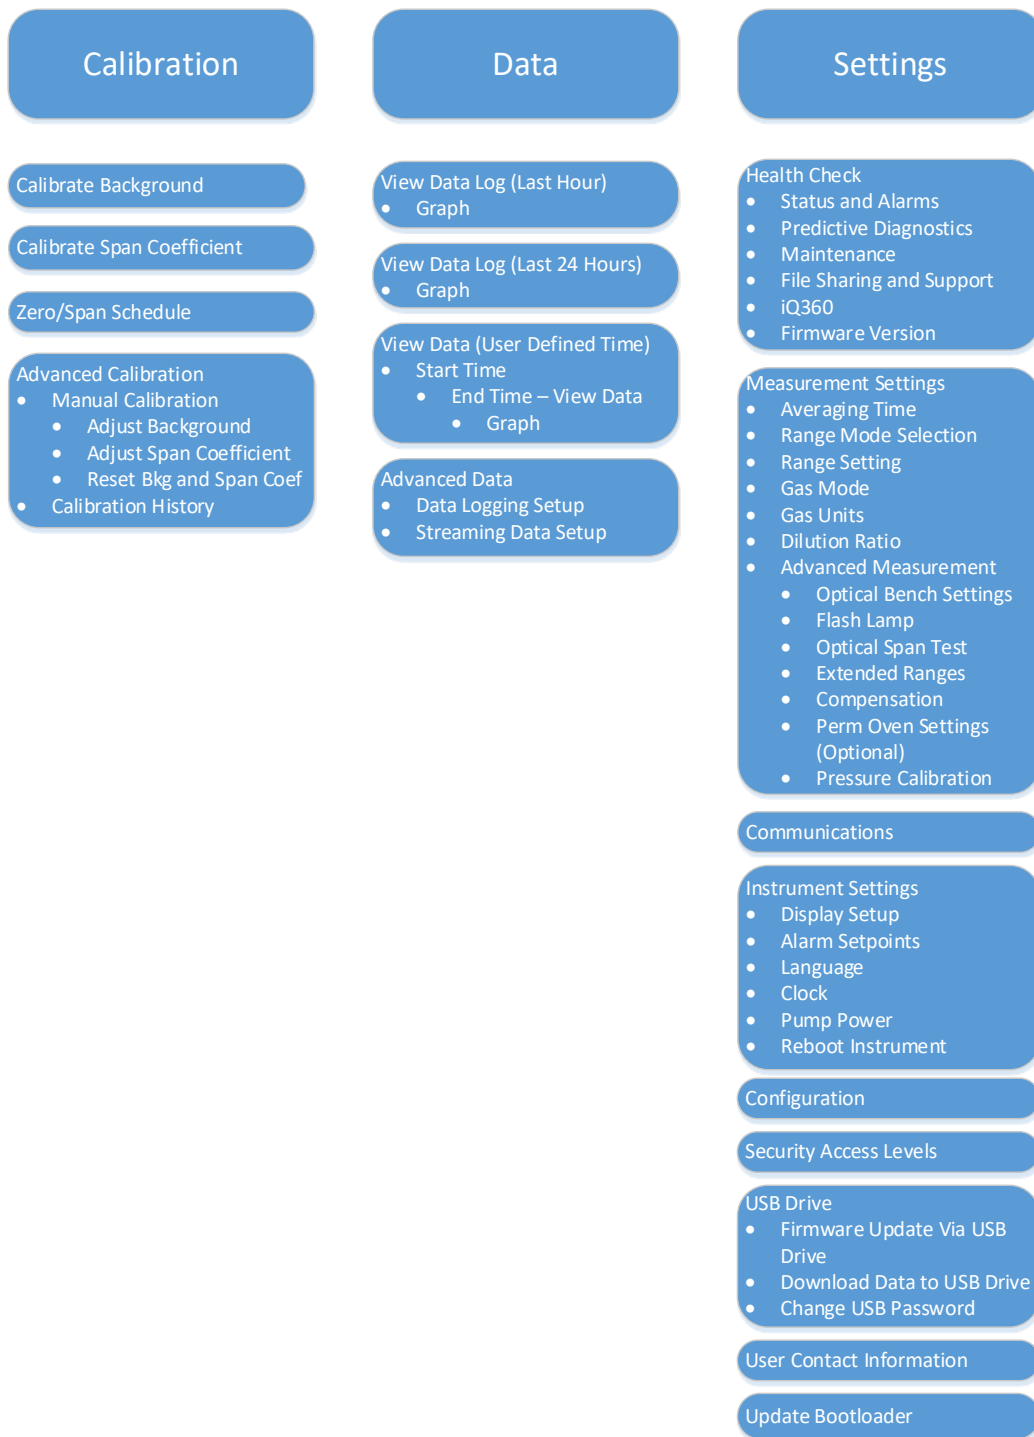 Calibration
Calibrate Background
Calibrate Span Coefficient
Zero/Span Schedule
Advanced Calibration
• Manual Calibration
• Adjust Background
• Adjust Span Coefficient
• Reset Bkg and Span Coef
• Calibration History
Data
View Data Log (Last Hour)
• Graph
View Data Log (Last 24 Hours)
• Graph
View Data (User Defined Time)
• Start Time
• End Time – View Data
• Graph
Advanced Data
• Data Logging Setup
• Streaming Data Setup
Settings
Health Check
• Status and Alarms
• Predictive Diagnostics
• Maintenance
• File Sharing and Support
• iQ360
• Firmware Version
Measurement Settings
• Averaging Time
• Range Mode Selection
• Range Setting
• Gas Mode
• Gas Units
• Dilution Ratio
• Advanced Measurement
• Optical Bench Settings
• Flash Lamp
• Optical Span Test
• Extended Ranges
• Compensation
• Perm Oven Settings
(Optional)
• Pressure Calibration
Communications
Instrument Settings
• Display Setup
• Alarm Setpoints
• Language
• Clock
• Pump Power
• Reboot Instrument
Configuration
Security Access Levels
USB Drive
• Firmware Update Via USB
Drive
• Download Data to USB Drive
• Change USB Password
User Contact Information
Update Bootloader